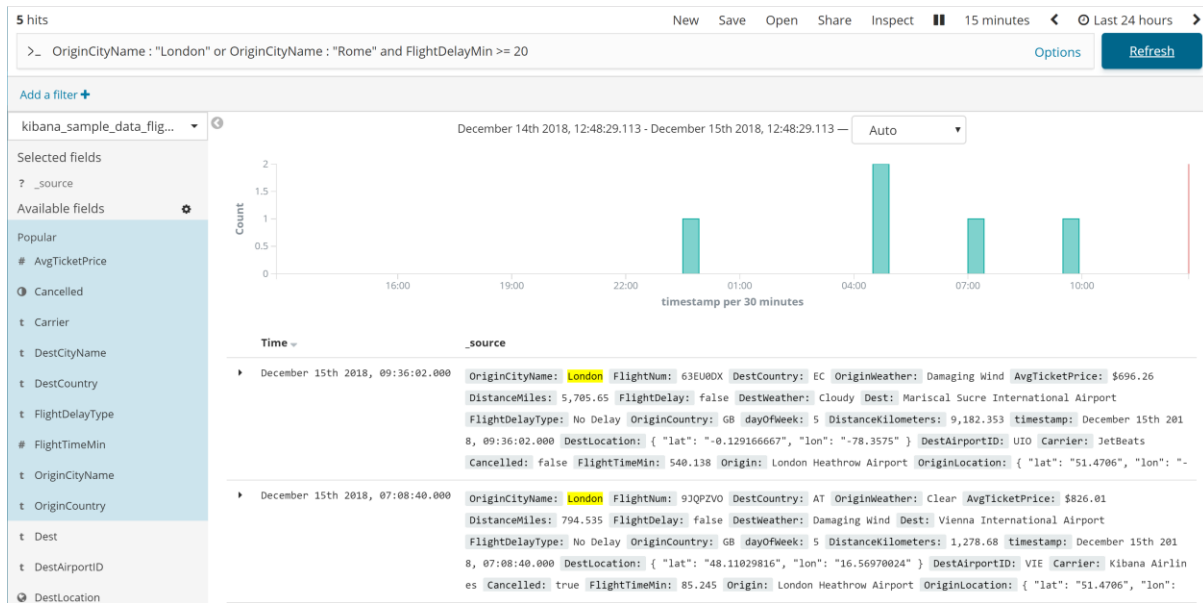 5 hits
New Save Open Share Inspect 15 minutes Last 24 hours
>_ OriginCityName : "London" or OriginCityName : "Rome" and FlightDelayMin >= 20
Options
Refresh
Add a filter +
kibana_sample_data_flig...
Selected fields
? _source
Available fields
Popular
# AvgTicketPrice
Cancelled
t Carrier
t DestCityName
t DestCountry
t FlightDelayType
# FlightTimeMin
t OriginCityName
t OriginCountry
t Dest
t DestAirportID
DestLocation
December 14th 2018, 12:48:29.113 - December 15th 2018, 12:48:29.113 — Auto
Count
2
1.5
1
0.5
0
16:00 19:00 22:00 01:00 04:00 07:00 10:00
timestamp per 30 minutes
Time _source
December 15th 2018, 09:36:02.000 OriginCityName: London FlightNum: 63EU0DX DestCountry: EC OriginWeather: Damaging Wind AvgTicketPrice: $696.26
DistanceMiles: 5,705.65 FlightDelay: false DestWeather: Cloudy Dest: Mariscal Sucre International Airport
FlightDelayType: No Delay OriginCountry: GB dayOfWeek: 5 DistanceKilometers: 9,182.353 timestamp: December 15th 201
8, 09:36:02.000 DestLocation: { "lat": "-0.129166667", "lon": "-78.3575" } DestAirportID: UIO Carrier: JetBeats
Cancelled: false FlightTimeMin: 540.138 Origin: London Heathrow Airport OriginLocation: { "lat": "51.4706", "lon": "-
December 15th 2018, 07:08:40.000 OriginCityName: London FlightNum: 9JQPZVO DestCountry: AT OriginWeather: Clear AvgTicketPrice: $826.01
DistanceMiles: 794.535 FlightDelay: false DestWeather: Damaging Wind Dest: Vienna International Airport
FlightDelayType: No Delay OriginCountry: GB dayOfWeek: 5 DistanceKilometers: 1,278.68 timestamp: December 15th 201
8, 07:08:40.000 DestLocation: { "lat": "48.11029816", "lon": "16.56970024" } DestAirportID: VIE Carrier: Kibana Airlin
es Cancelled: true FlightTimeMin: 85.245 Origin: London Heathrow Airport OriginLocation: { "lat": "51.4706", "lon":